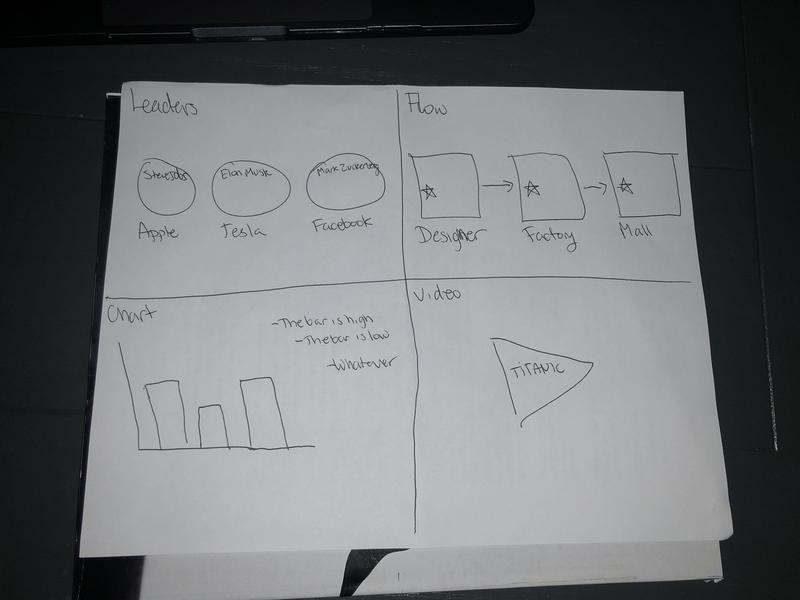 Leaders
Steve Jobs
Elon Musk
Mark Zuckerberg
Apple
Tesla
Facebook
Flow
Designer
Factory
Mall
Chart
-The bar is high
-The bar is low
-Whatever
Video
TiTANIC